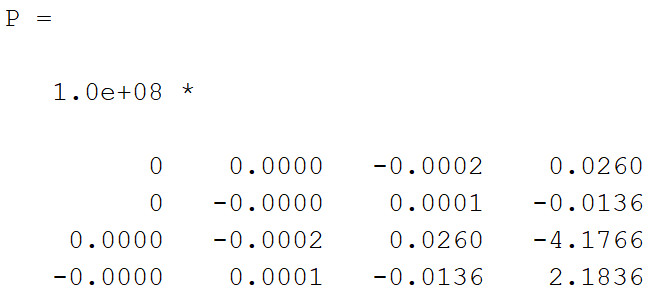 P =
1.0e+08 *
0 0.0000 -0.0002 0.0260
0 -0.0000 0.0001 -0.0136
0.0000 -0.0002 0.0260 -4.1766
-0.0000 0.0001 -0.0136 2.1836